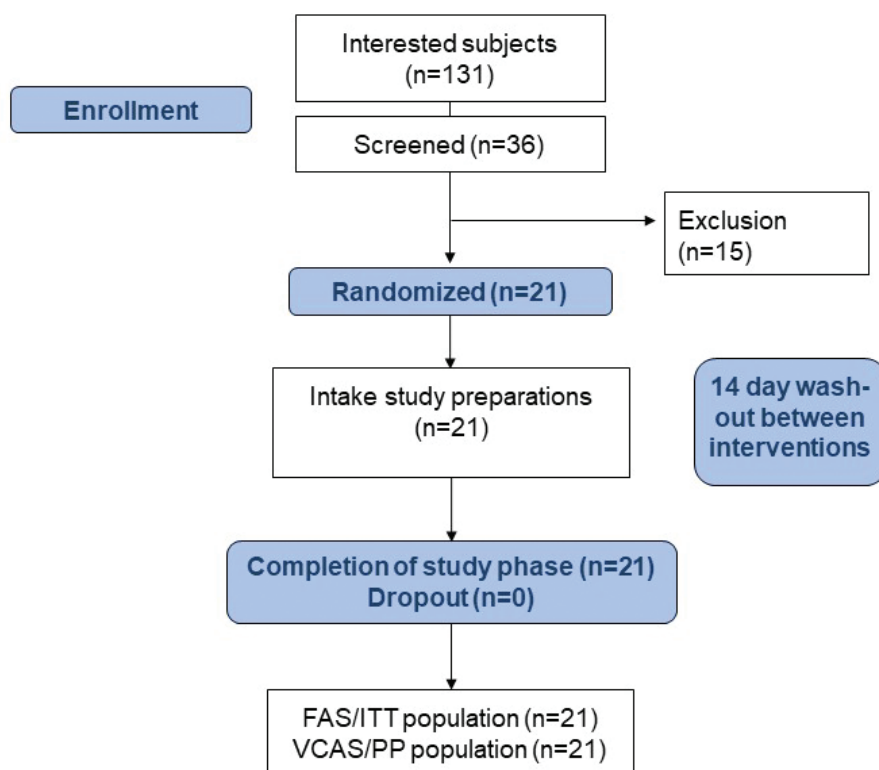 Interested subjects
(n=131)
Enrollment
Screened (n=36)
Exclusion
(n=15)
Randomized (n=21)
Intake study preparations
(n=21)
14 day wash-
out between
interventions
Completion of study phase (n=21)
Dropout (n=0)
FAS/ITT population (n=21)
VCAS/PP population (n=21)